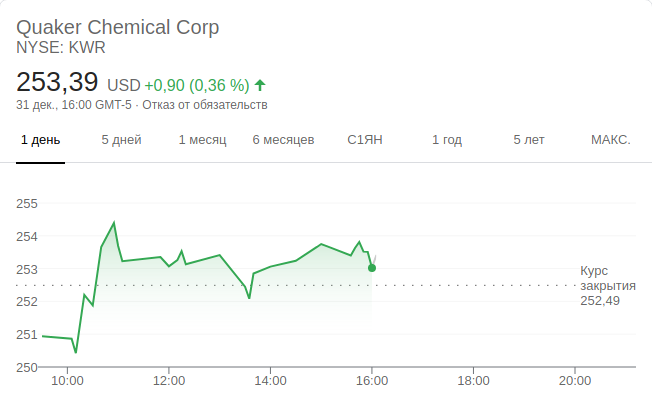 Quaker Chemical Corp
NYSE: KWR
253,39 USD +0,90 (0,36 %)
31 дек., 16:00 GMT-5 · Отказ от обязательств
1 день 5 дней 1 месяц 6 месяцев С1ЯН 1 год 5 лет МАКС.
255
254
253
252
251
250
Курс
закрытия
252,49
10:00 12:00 14:00 16:00 18:00 20:00